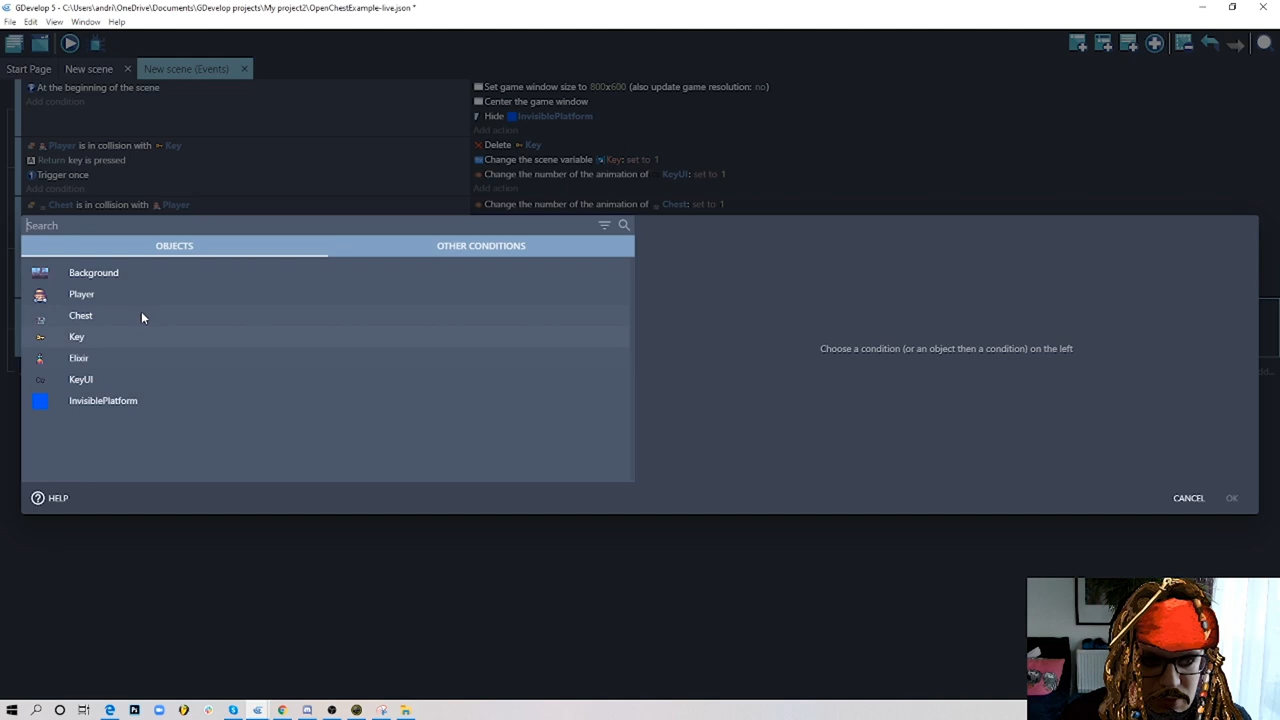 GDevelop 5 - C:\Users\andri\OneDrive\Documents\GDevelop projects\My project2\OpenChestExample-live.json *
File Edit View Window Help
Start Page New scene × New scene (Events) ×
At the beginning of the scene
Add condition
Set game window size to 800x600 (also update game resolution: no)
Center the game window
Hide InvisiblePlatform
Add action
Player is in collision with Key
Return key is pressed
Trigger once
Add condition
Delete Key
Change the scene variable Key: set to 1
Change the number of the animation of KeyUI: set to 1
Add action
Chest is in collision with Player
Change the number of the animation of Chest: set to 1
Search
OBJECTS OTHER CONDITIONS
Background
Player
Chest
Key
Elixir
KeyUI
InvisiblePlatform
Choose a condition (or an object then a condition) on the left
HELP
CANCEL OK